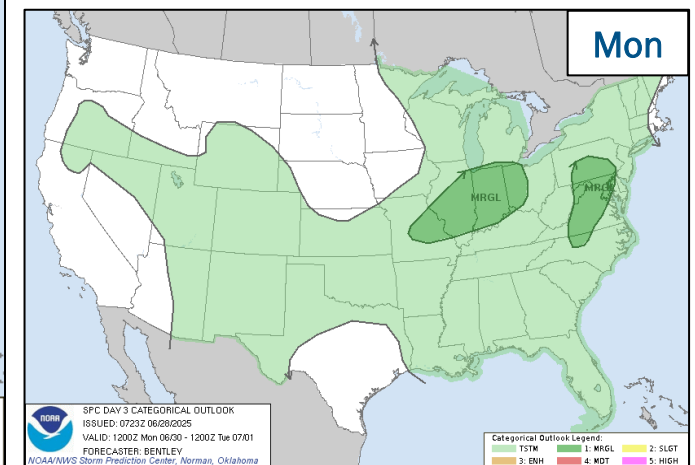 Mon
MRGL
MRGL
NOAA
SPC DAY 3 CATEGORICAL OUTLOOK
ISSUED: 0723Z 06/28/2025
VALID: 1200Z Mon 06/30 - 1200Z Tue 07/01
FORECASTER: BENTLEY
NOAA/NWS Storm Prediction Center, Norman, Oklahoma
Categorical Outlook Legend:
TSTM 1: MRGL 2: SLGT
3: ENH 4: MDT 5: HIGH